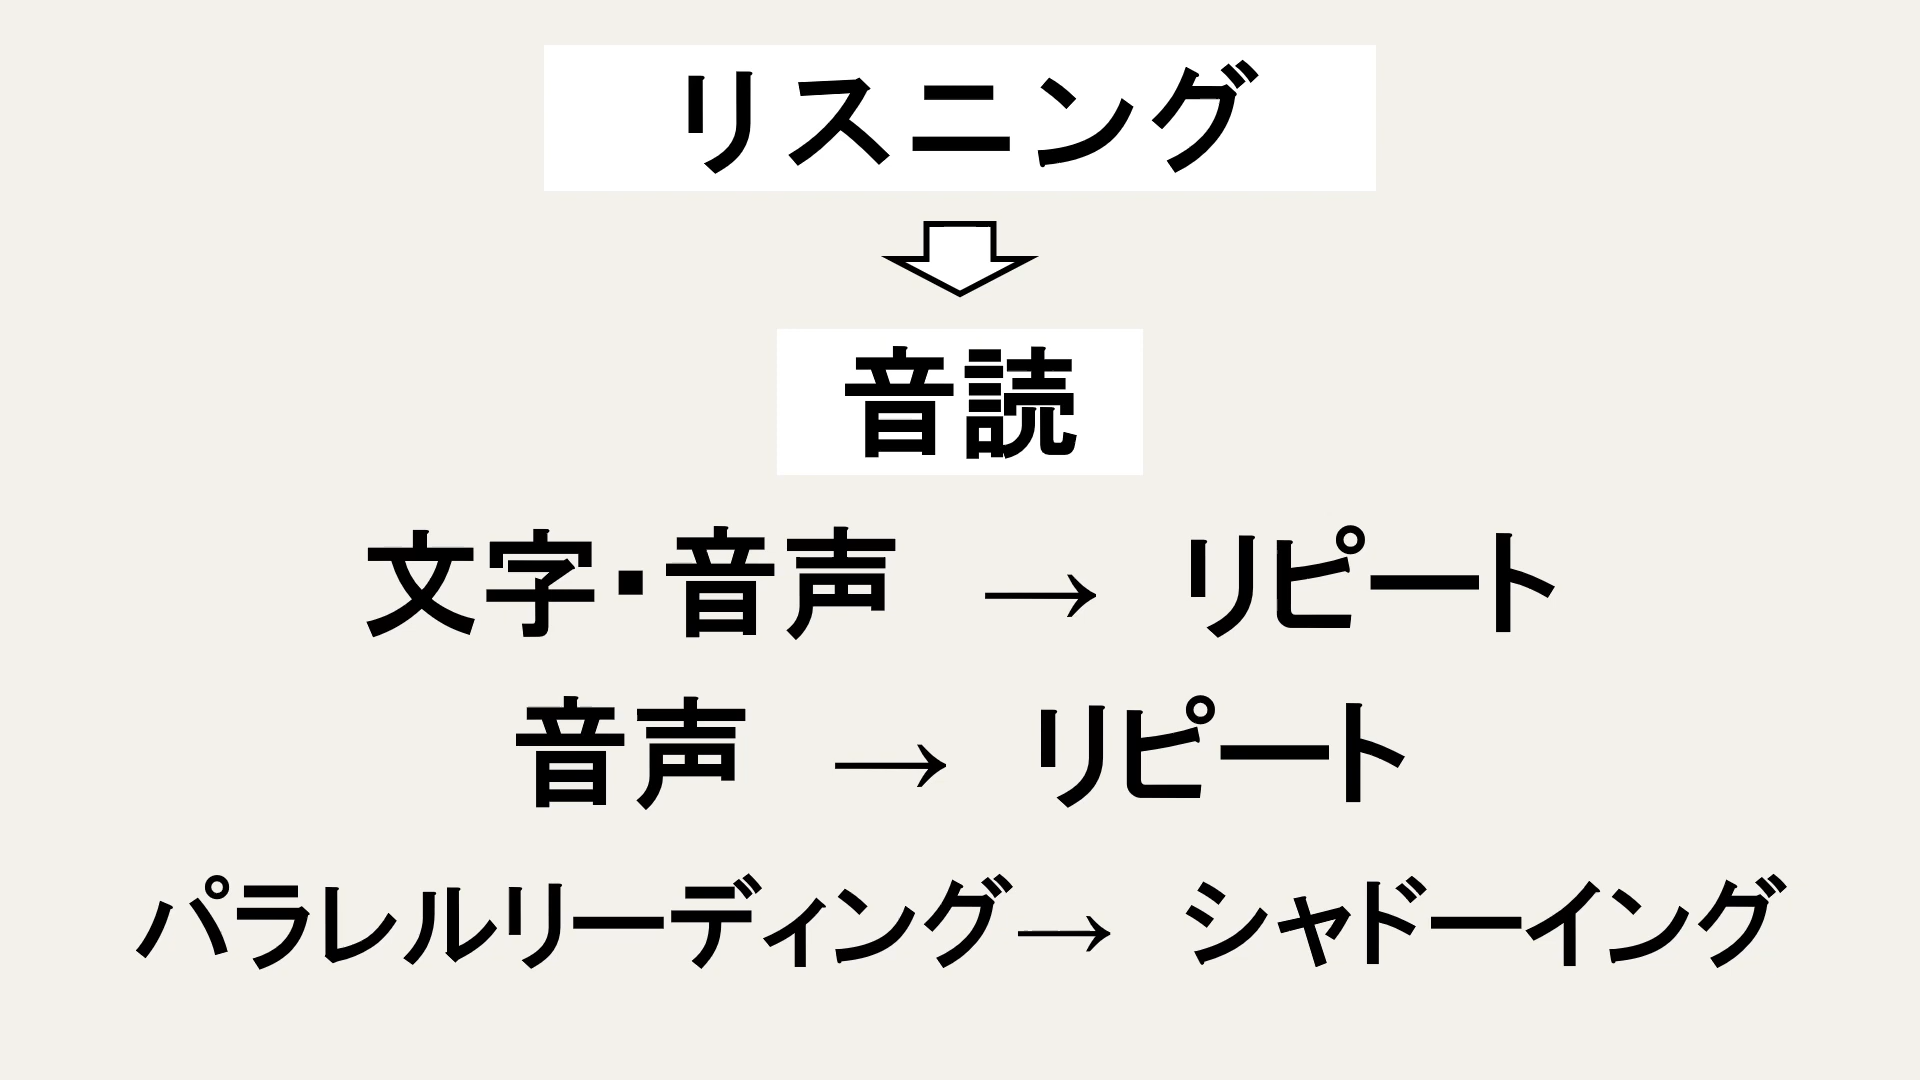 リスニング
音読
文字・音声 → リピート
音声 → リピート
パラレルリーディング→ シャドーイング